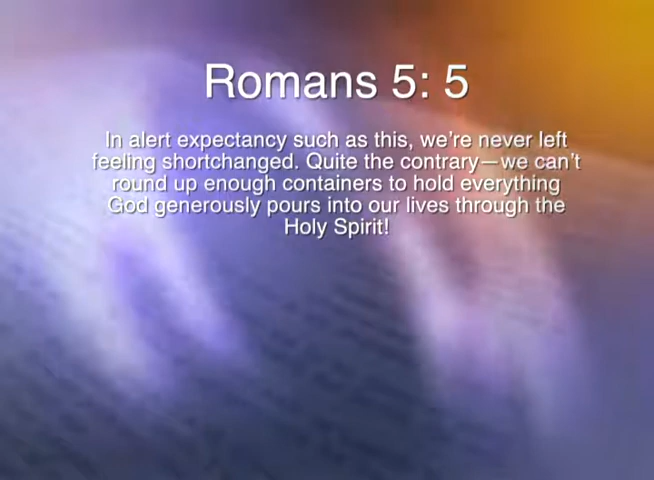 Romans 5: 5
In alert expectancy such as this, we're never left
feeling shortchanged. Quite the contrary—we can't
round up enough containers to hold everything
God generously pours into our lives through the
Holy Spirit!